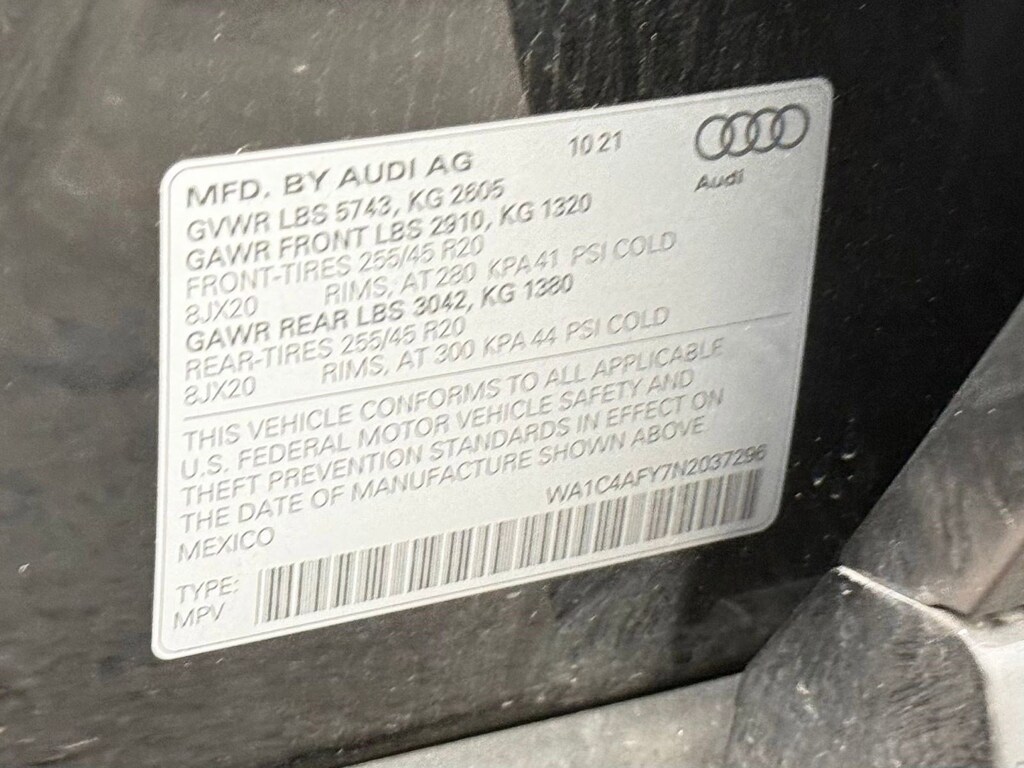 MFD. BY AUDI AG 10 21
Audi
GVWR LBS 5743, KG 2605
GAWR FRONT LBS 2910, KG 1320
FRONT-TIRES 255/45 R20
8JX20 RIMS, AT 280 KPA 41 PSI COLD
GAWR REAR LBS 3042, KG 1380
REAR-TIRES 255/45 R20
8JX20 RIMS, AT 300 KPA 44 PSI COLD
THIS VEHICLE CONFORMS TO ALL APPLICABLE
U.S. FEDERAL MOTOR VEHICLE SAFETY AND
THEFT PREVENTION STANDARDS IN EFFECT ON
THE DATE OF MANUFACTURE SHOWN ABOVE
MEXICO WA1C4AFY7N2037296
TYPE:
MPV